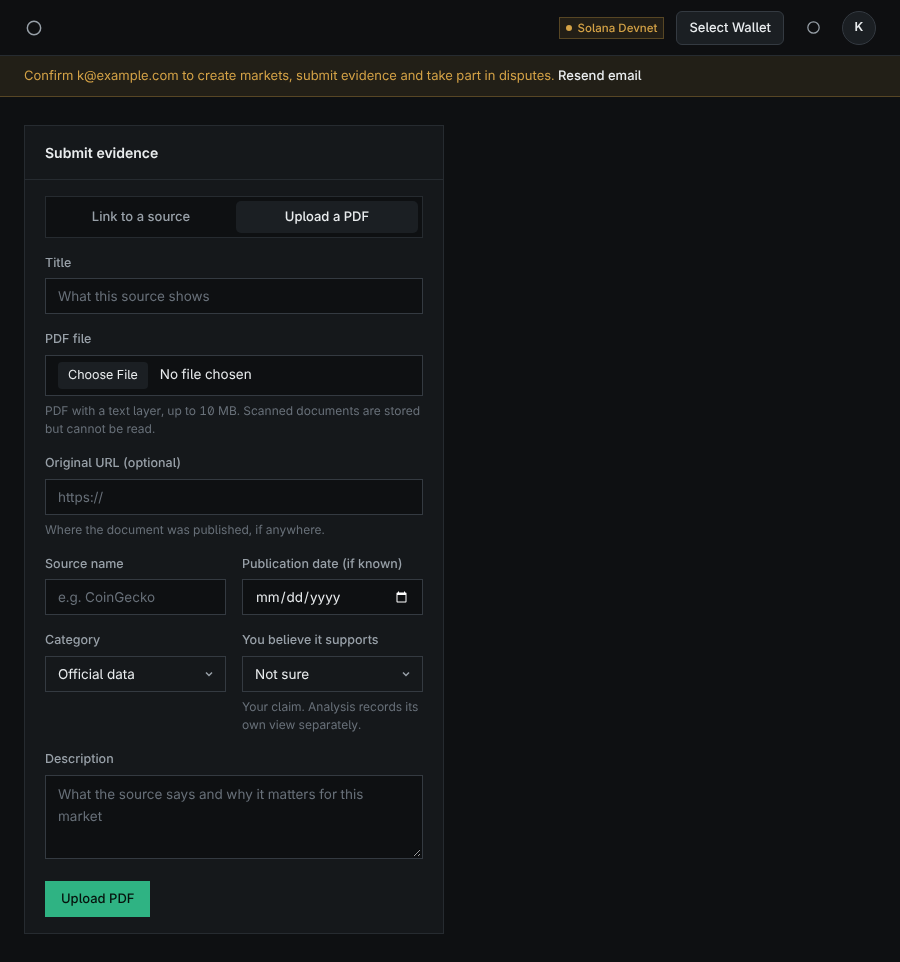 Solana Devnet
Select Wallet
K
Confirm k@example.com to create markets, submit evidence and take part in disputes. Resend email
Submit evidence
Link to a source
Upload a PDF
Title
What this source shows
PDF file
Choose File No file chosen
PDF with a text layer, up to 10 MB. Scanned documents are stored
but cannot be read.
Original URL (optional)
https://
Where the document was published, if anywhere.
Source name
Publication date (if known)
e.g. CoinGecko
mm/dd/yyyy
Category
You believe it supports
Official data
Not sure
Your claim. Analysis records its
own view separately.
Description
What the source says and why it matters for this
market
Upload PDF